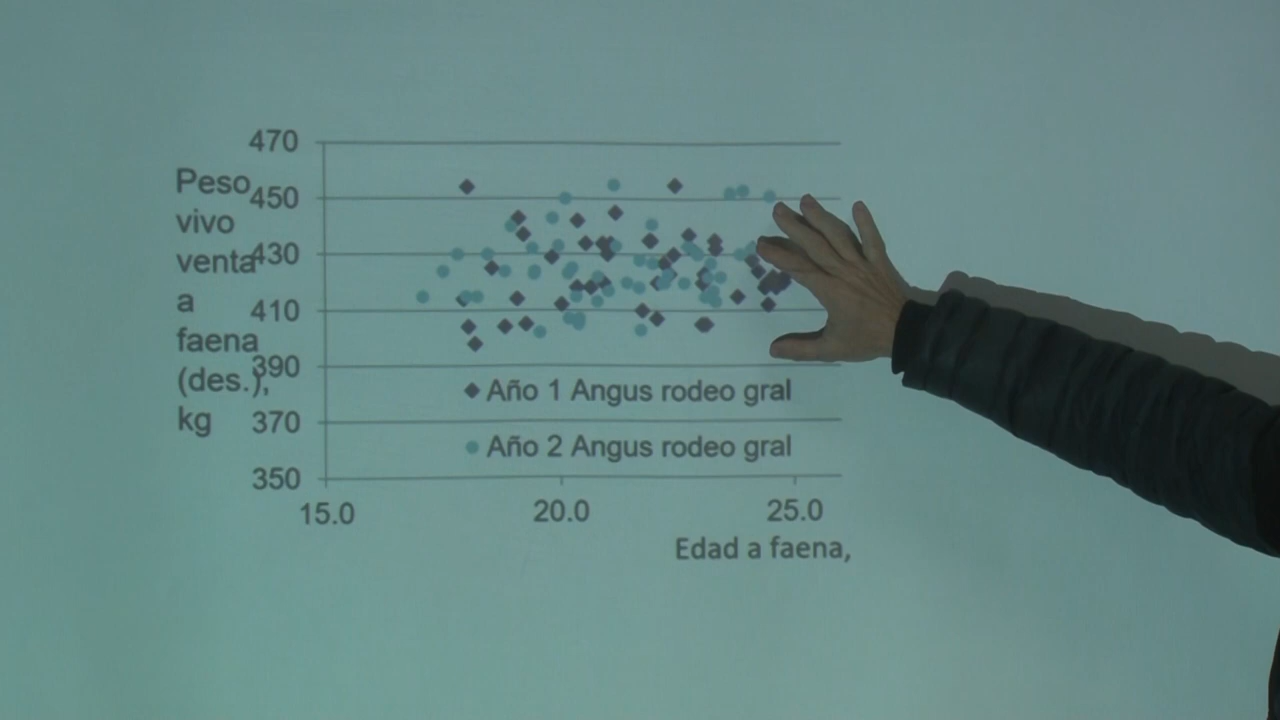 470
450
430
410
390
370
350
Peso
vivo
venta
a
faena
(des.),
kg
Año 1 Angus rodeo gral
Año 2 Angus rodeo gral
15.0 20.0 25.0
Edad a faena,